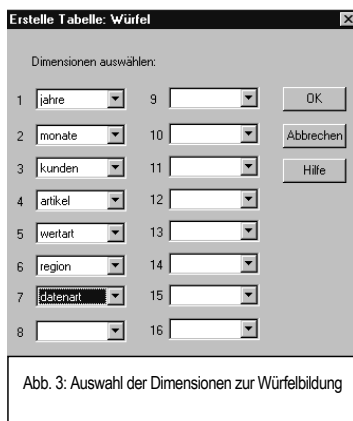 Erstelle Tabelle: Würfel
Dimensionen auswählen:
1 jahre 9 OK
2 monate 10 Abbrechen
3 kunden 11 Hilfe
4 artikel 12
5 wertart 13
6 region 14
7 datenart 15
8 16
Abb. 3: Auswahl der Dimensionen zur Würfelbildung